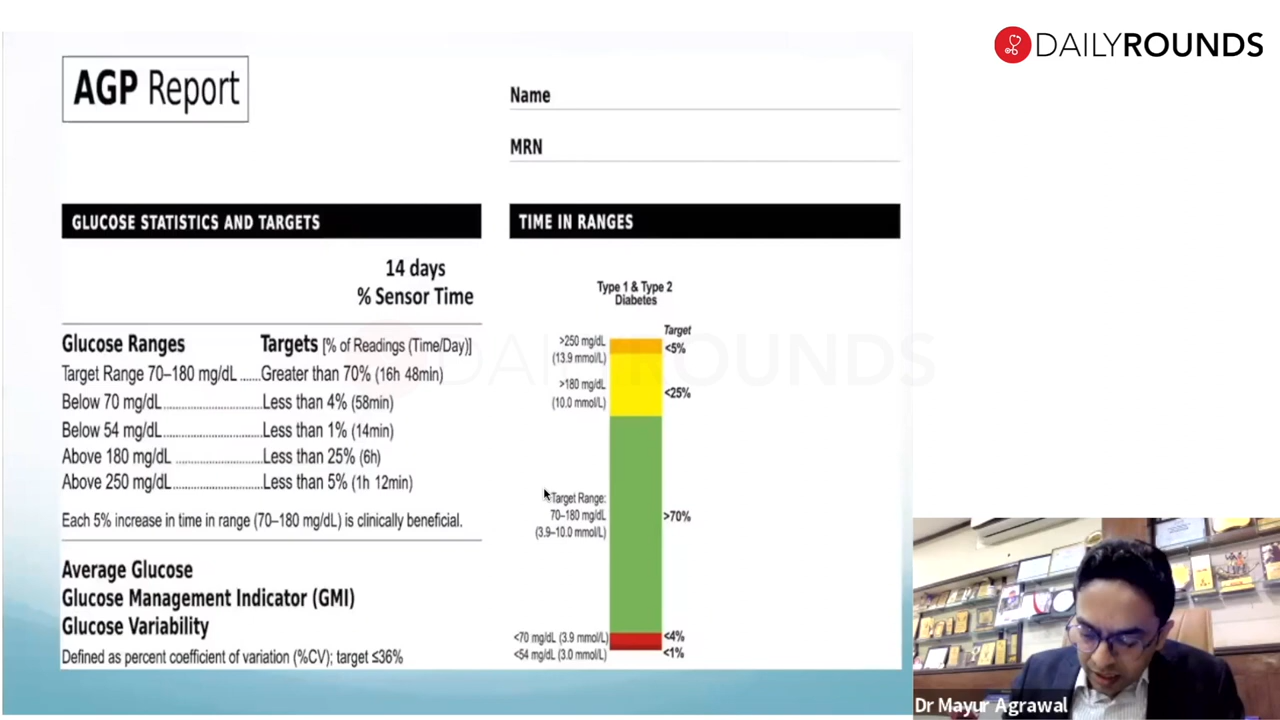 DAILYROUNDS
AGP Report
Name
MRN
GLUCOSE STATISTICS AND TARGETS
14 days
% Sensor Time
Glucose Ranges Targets [% of Readings (Time/Day)]
Target Range 70–180 mg/dL ......Greater than 70% (16h 48min)
Below 70 mg/dL...........................Less than 4% (58min)
Below 54 mg/dL...........................Less than 1% (14min)
Above 180 mg/dL ........................Less than 25% (6h)
Above 250 mg/dL.........................Less than 5% (1h 12min)
Each 5% increase in time in range (70–180 mg/dL) is clinically beneficial.
Average Glucose
Glucose Management Indicator (GMI)
Glucose Variability
Defined as percent coefficient of variation (%CV); target ≤36%
TIME IN RANGES
Type 1 & Type 2
Diabetes
Target
>250 mg/dL
(13.9 mmol/L)
<5%
>180 mg/dL
(10.0 mmol/L)
<25%
Target Range:
70–180 mg/dL
(3.9–10.0 mmol/L)
>70%
<70 mg/dL (3.9 mmol/L) <4%
<54 mg/dL (3.0 mmol/L) <1%
DAILYROUNDS
Dr Mayur Agrawal